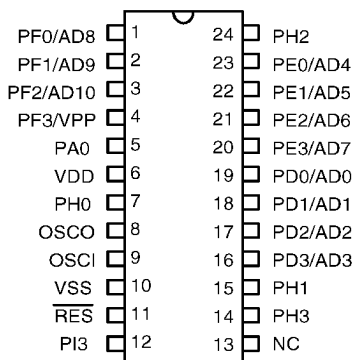 PF0/AD8 1 24 PH2
PF1/AD9 2 23 PE0/AD4
PF2/AD10 3 22 PE1/AD5
PF3/VPP 4 21 PE2/AD6
PA0 5 20 PE3/AD7
VDD 6 19 PD0/AD0
PH0 7 18 PD1/AD1
OSCO 8 17 PD2/AD2
OSCI 9 16 PD3/AD3
VSS 10 15 PH1
RES 11 14 PH3
PI3 12 13 NC